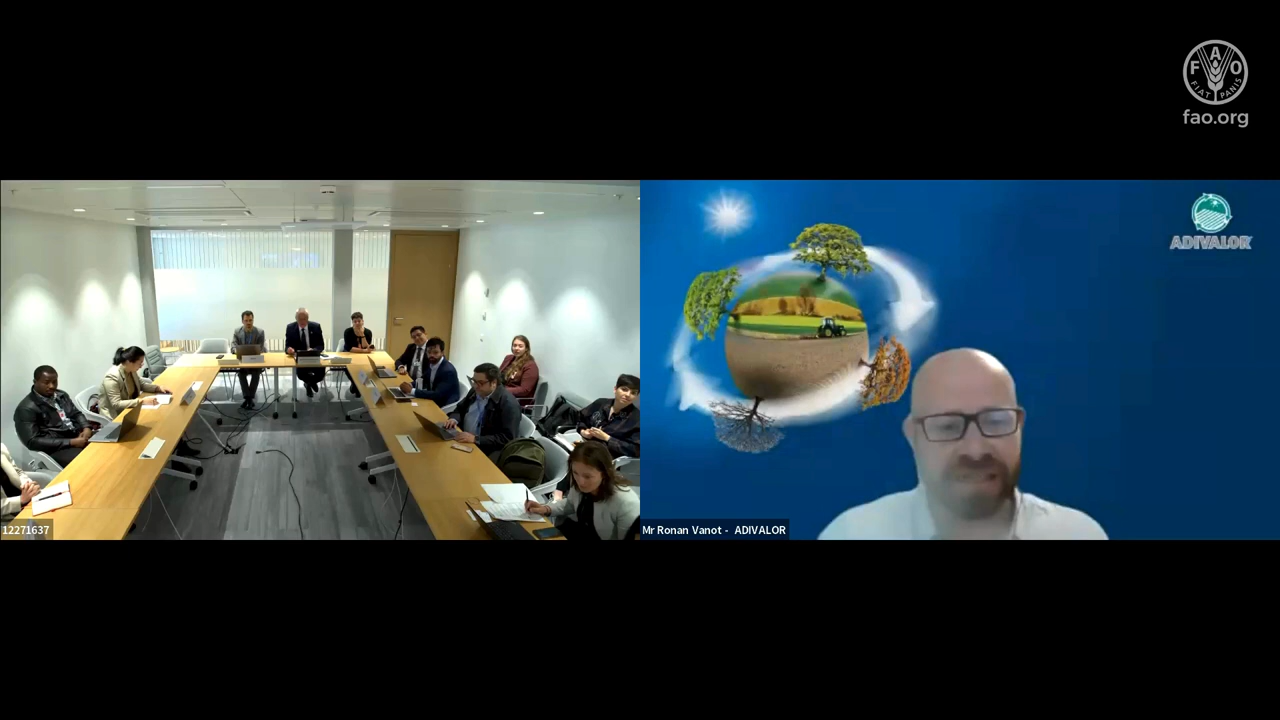 F A O
FIAT PANIS
fao.org
ADIVALOR
12271637
Mr Ronan Vanot - ADIVALOR